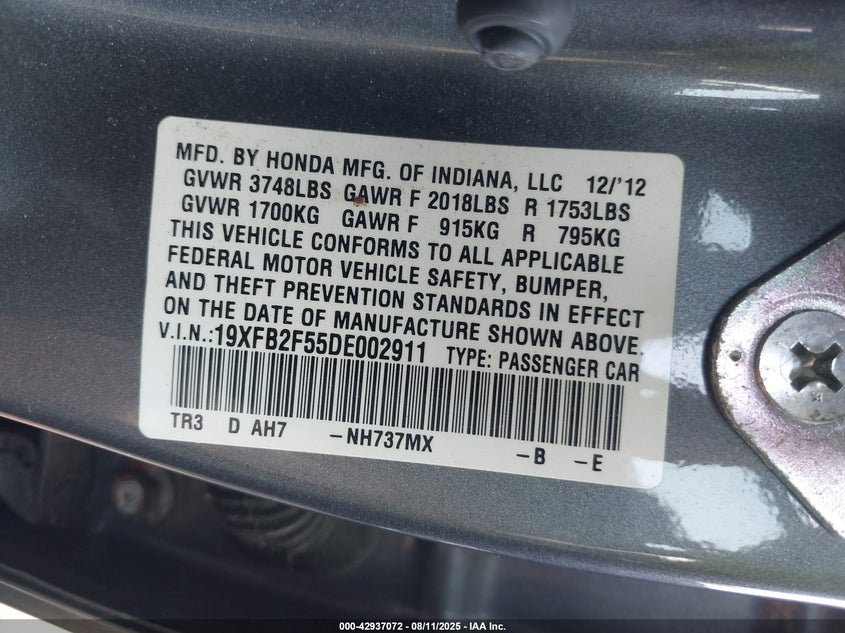 MFD. BY HONDA MFG. OF INDIANA, LLC 12/'12
GVWR 3748LBS GAWR F 2018LBS R 1753LBS
GVWR 1700KG GAWR F 915KG R 795KG
THIS VEHICLE CONFORMS TO ALL APPLICABLE
FEDERAL MOTOR VEHICLE SAFETY, BUMPER,
AND THEFT PREVENTION STANDARDS IN EFFECT
ON THE DATE OF MANUFACTURE SHOWN ABOVE.
V.I.N.:19XFB2F55DE002911 TYPE: PASSENGER CAR
TR3 D AH7 -NH737MX -B -E
000-42937072 - 08/11/2025 - IAA Inc.